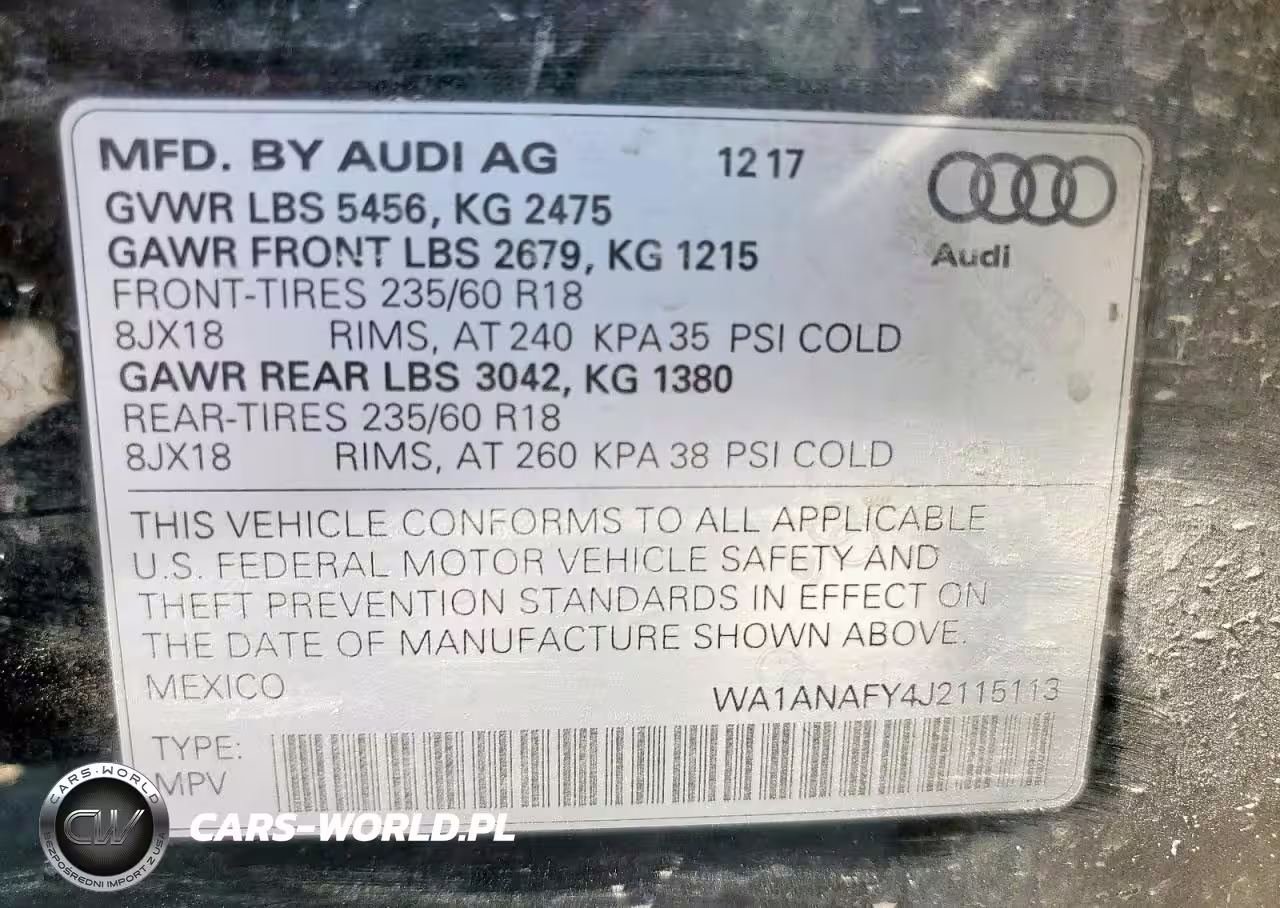 MFD. BY AUDI AG 12 17
GVWR LBS 5456, KG 2475
GAWR FRONT LBS 2679, KG 1215
Audi
FRONT-TIRES 235/60 R18
8JX18 RIMS, AT 240 KPA 35 PSI COLD
GAWR REAR LBS 3042, KG 1380
REAR-TIRES 235/60 R18
8JX18 RIMS, AT 260 KPA 38 PSI COLD
THIS VEHICLE CONFORMS TO ALL APPLICABLE
U.S. FEDERAL MOTOR VEHICLE SAFETY AND
THEFT PREVENTION STANDARDS IN EFFECT ON
THE DATE OF MANUFACTURE SHOWN ABOVE.
MEXICO WA1ANAFY4J2115113
TYPE:
MPV
CARS-WORLD
CW
BEZPOŚREDNI IMPORT Z USA
CARS-WORLD.PL